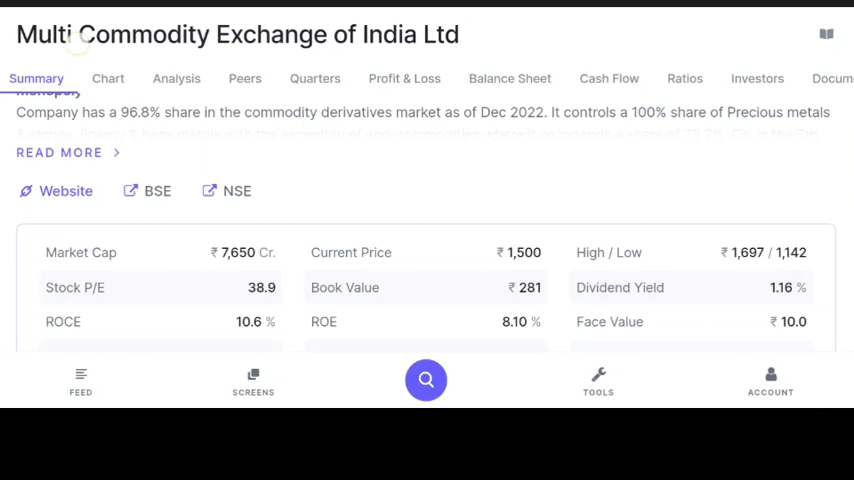 Multi Commodity Exchange of India Ltd
Summary Chart Analysis Peers Quarters Profit & Loss Balance Sheet Cash Flow Ratios Investors Docum
Monopoly
Company has a 96.8% share in the commodity derivatives market as of Dec 2022. It controls a 100% share of Precious metals
READ MORE >
Website BSE NSE
Market Cap ₹ 7,650 Cr. Current Price ₹ 1,500 High / Low ₹ 1,697 / 1,142
Stock P/E 38.9 Book Value ₹ 281 Dividend Yield 1.16 %
ROCE 10.6 % ROE 8.10 % Face Value ₹ 10.0
FEED SCREENS TOOLS ACCOUNT